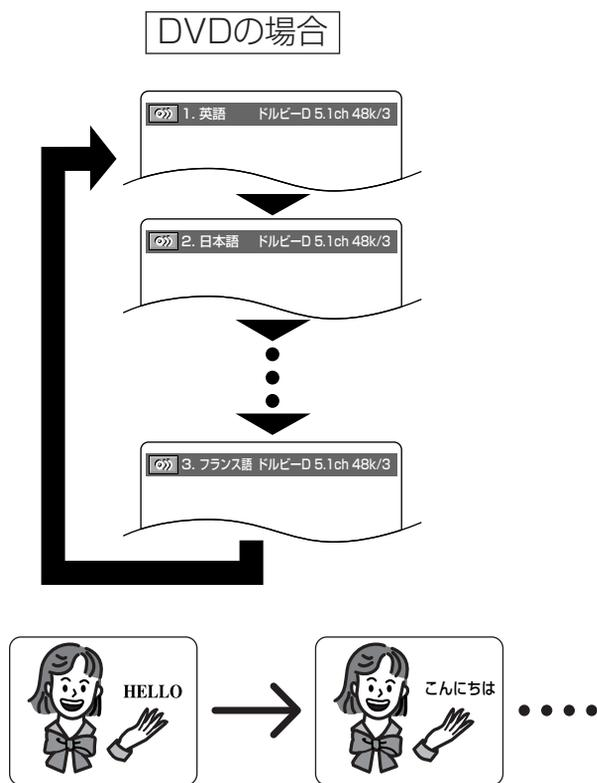 DVDの場合
1. 英語 ドルビーD 5.1ch 48k/3
2. 日本語 ドルビーD 5.1ch 48k/3
3. フランス語 ドルビーD 5.1ch 48k/3
HELLO
こんにちは